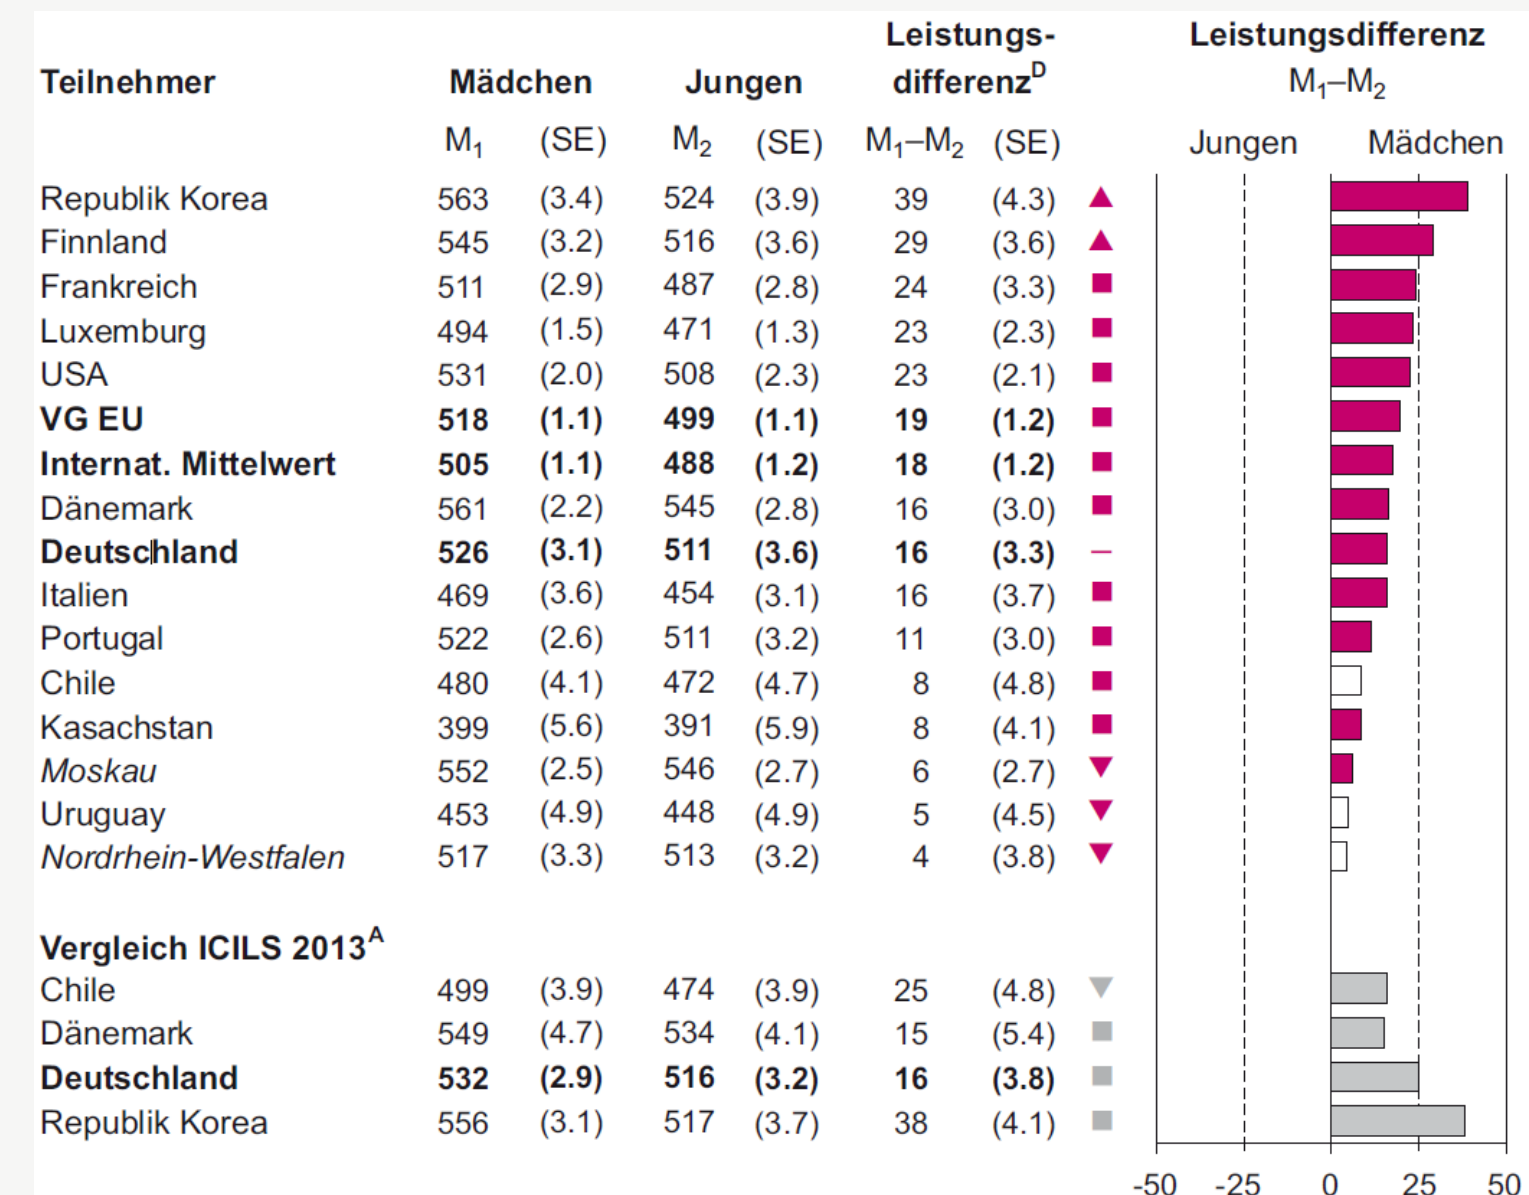 Leistungs- Leistungsdifferenz
Teilnehmer Mädchen Jungen differenzD M1–M2
M1 (SE) M2 (SE) M1–M2 (SE) Jungen Mädchen
Republik Korea 563 (3.4) 524 (3.9) 39 (4.3) ▲
Finnland 545 (3.2) 516 (3.6) 29 (3.6) ▲
Frankreich 511 (2.9) 487 (2.8) 24 (3.3) ■
Luxemburg 494 (1.5) 471 (1.3) 23 (2.3) ■
USA 531 (2.0) 508 (2.3) 23 (2.1) ■
VG EU 518 (1.1) 499 (1.1) 19 (1.2) ■
Internat. Mittelwert 505 (1.1) 488 (1.2) 18 (1.2) ■
Dänemark 561 (2.2) 545 (2.8) 16 (3.0) ■
Deutschland 526 (3.1) 511 (3.6) 16 (3.3) –
Italien 469 (3.6) 454 (3.1) 16 (3.7) ■
Portugal 522 (2.6) 511 (3.2) 11 (3.0) ■
Chile 480 (4.1) 472 (4.7) 8 (4.8) ■
Kasachstan 399 (5.6) 391 (5.9) 8 (4.1) ■
Moskau 552 (2.5) 546 (2.7) 6 (2.7) ▼
Uruguay 453 (4.9) 448 (4.9) 5 (4.5) ▼
Nordrhein-Westfalen 517 (3.3) 513 (3.2) 4 (3.8) ▼
Vergleich ICILS 2013A
Chile 499 (3.9) 474 (3.9) 25 (4.8) ▼
Dänemark 549 (4.7) 534 (4.1) 15 (5.4) ■
Deutschland 532 (2.9) 516 (3.2) 16 (3.8) ■
Republik Korea 556 (3.1) 517 (3.7) 38 (4.1) ■
-50 -25 0 25 50